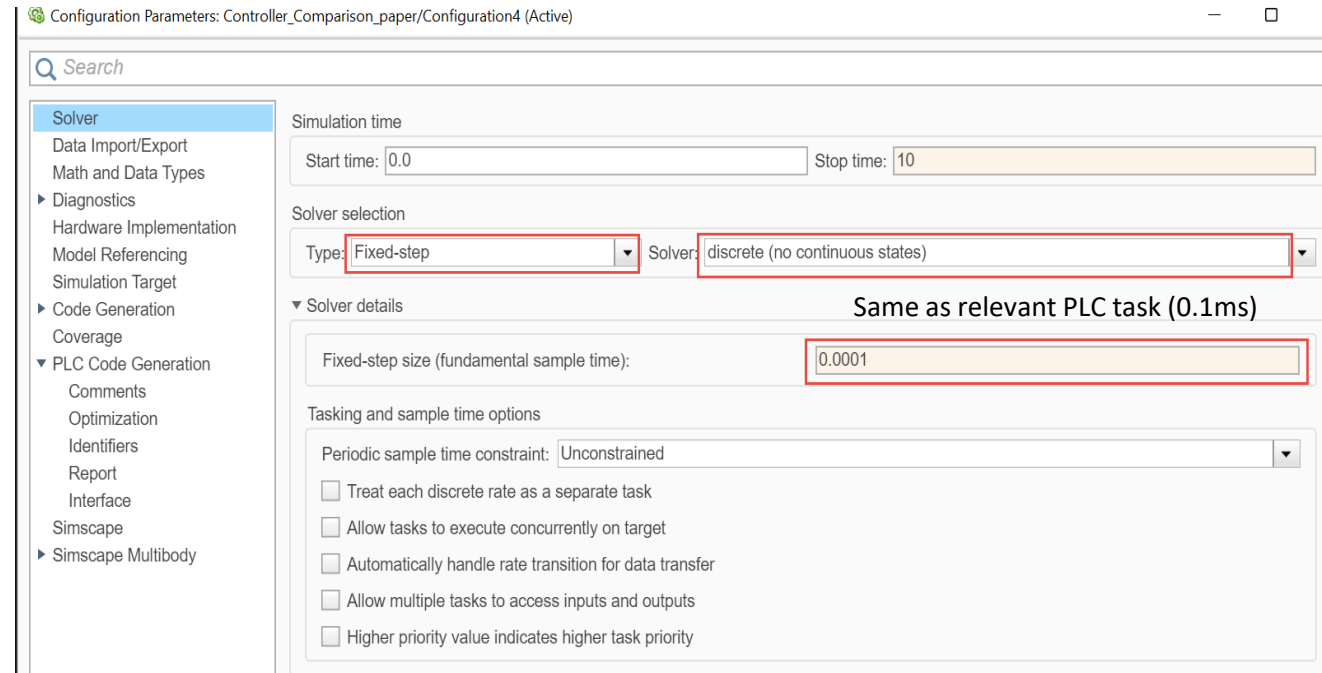 Configuration Parameters: Controller_Comparison_paper/Configuration4 (Active)
Search
Solver
Data Import/Export
Math and Data Types
Diagnostics
Hardware Implementation
Model Referencing
Simulation Target
Code Generation
Coverage
PLC Code Generation
Comments
Optimization
Identifiers
Report
Interface
Simscape
Simscape Multibody
Simulation time
Start time: 0.0 Stop time: 10
Solver selection
Type: Fixed-step Solver: discrete (no continuous states)
Solver details
Same as relevant PLC task (0.1ms)
Fixed-step size (fundamental sample time): 0.0001
Tasking and sample time options
Periodic sample time constraint: Unconstrained
Treat each discrete rate as a separate task
Allow tasks to execute concurrently on target
Automatically handle rate transition for data transfer
Allow multiple tasks to access inputs and outputs
Higher priority value indicates higher task priority